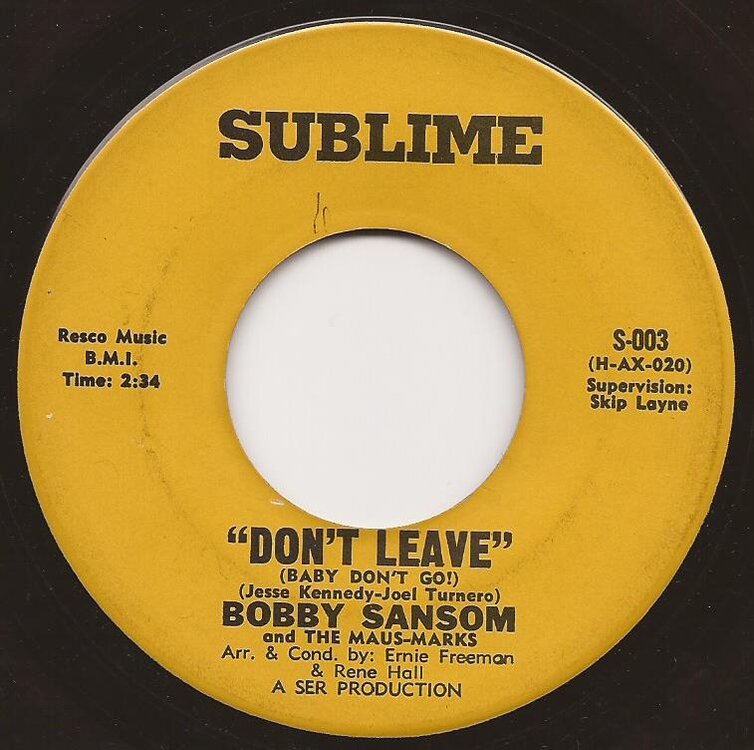 SUBLIME
Resco Music
B.M.I.
Time: 2:34
S-003
(H-AX-020)
Supervision:
Skip Layne
"DON'T LEAVE"
(BABY DON'T GO!)
(Jesse Kennedy-Joel Turnero)
BOBBY SANSOM
and THE MAUS-MARKS
Arr. & Cond. by: Ernie Freeman
& Rene Hall
A SER PRODUCTION